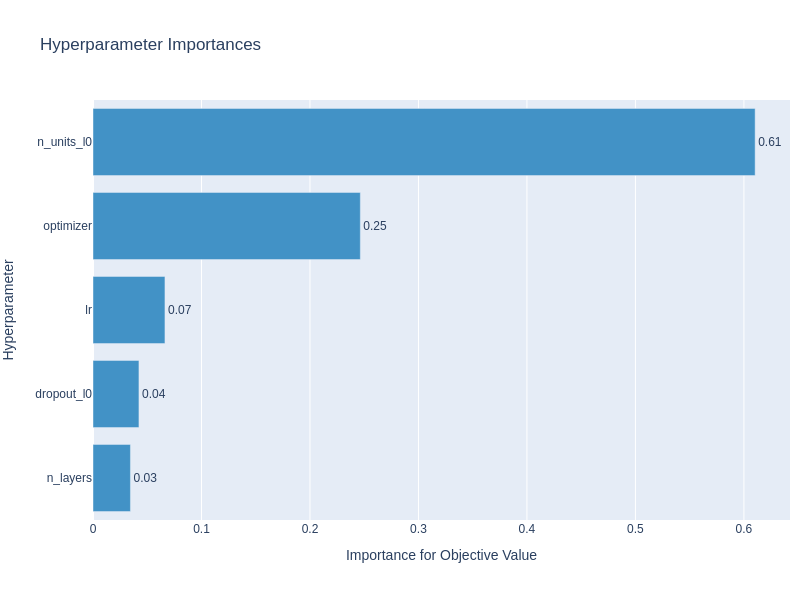 Hyperparameter Importances
n_units_l0
0.61
optimizer
0.25
lr
0.07
dropout_l0
0.04
n_layers
0.03
Hyperparameter
0 0.1 0.2 0.3 0.4 0.5 0.6
Importance for Objective Value